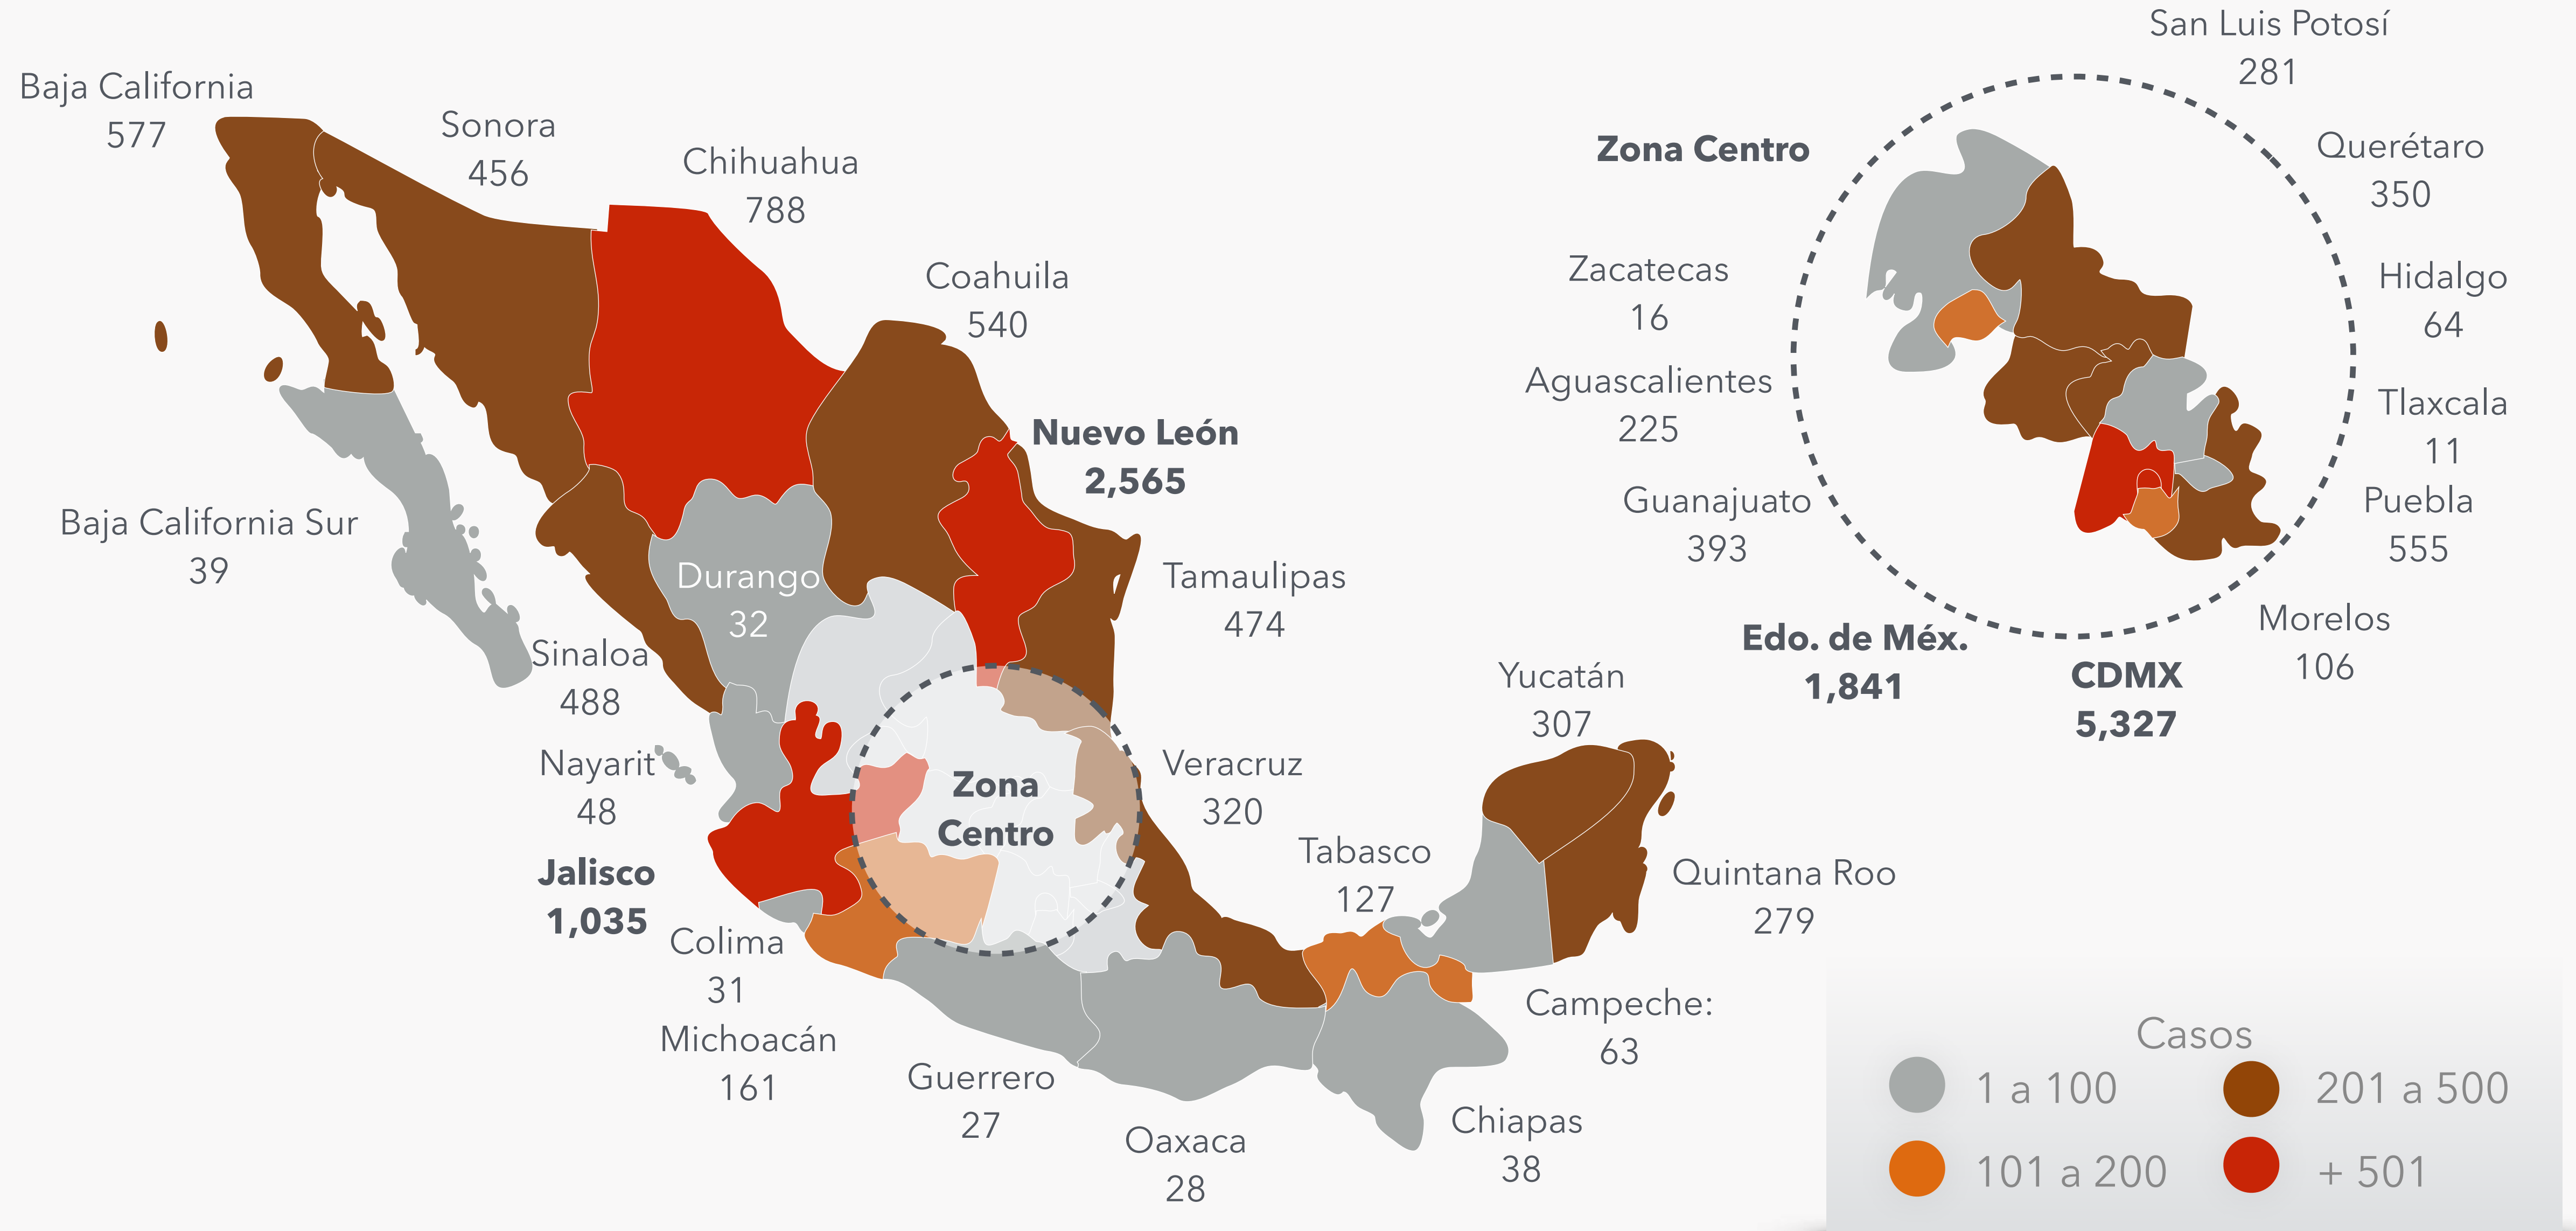 Baja California
577
Sonora
456
Chihuahua
788
Coahuila
540
Nuevo León
2,565
Baja California Sur
39
Durango
32
Tamaulipas
474
Sinaloa
488
Nayarit
48
Zona
Centro
Veracruz
320
Jalisco
1,035
Colima
31
Michoacán
161
Guerrero
27
Oaxaca
28
Tabasco
127
Yucatán
307
Quintana Roo
279
Campeche:
63
Chiapas
38
Zona Centro
San Luis Potosí
281
Querétaro
350
Zacatecas
16
Hidalgo
64
Aguascalientes
225
Tlaxcala
11
Guanajuato
393
Puebla
555
Edo. de Méx.
1,841
CDMX
5,327
Morelos
106
Casos
1 a 100
201 a 500
101 a 200
+ 501